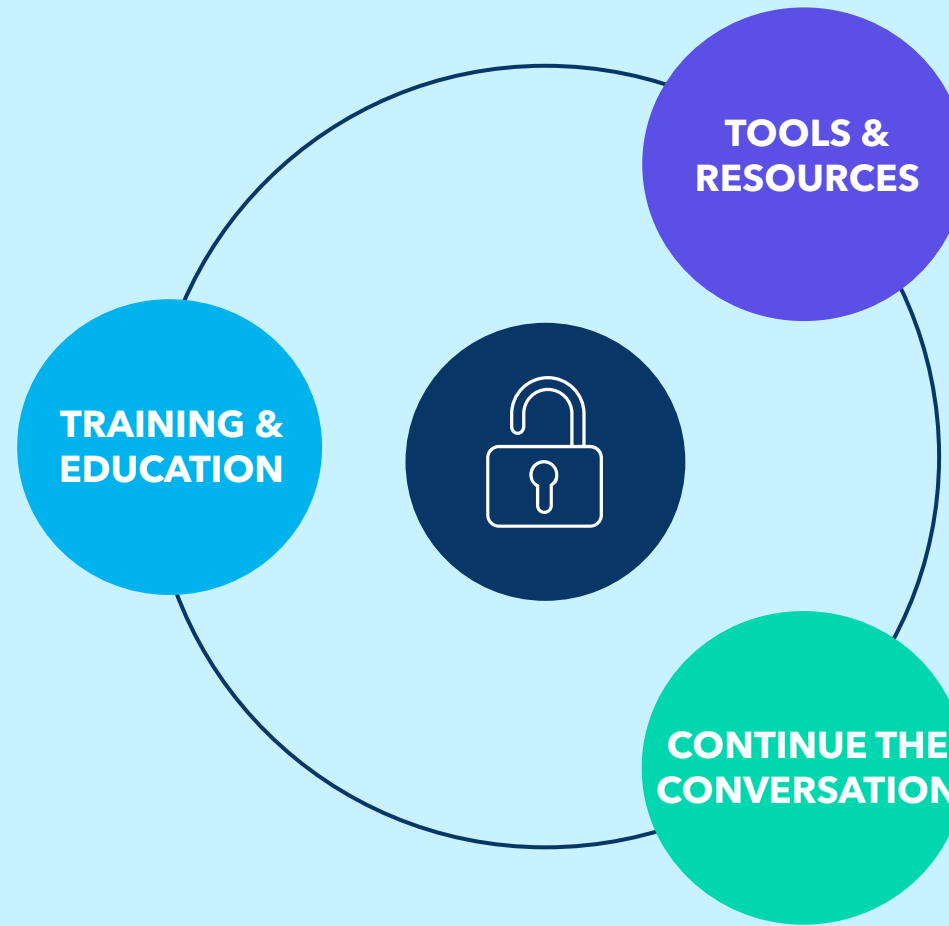 TOOLS &
RESOURCES
TRAINING &
EDUCATION
CONTINUE THE
CONVERSATION